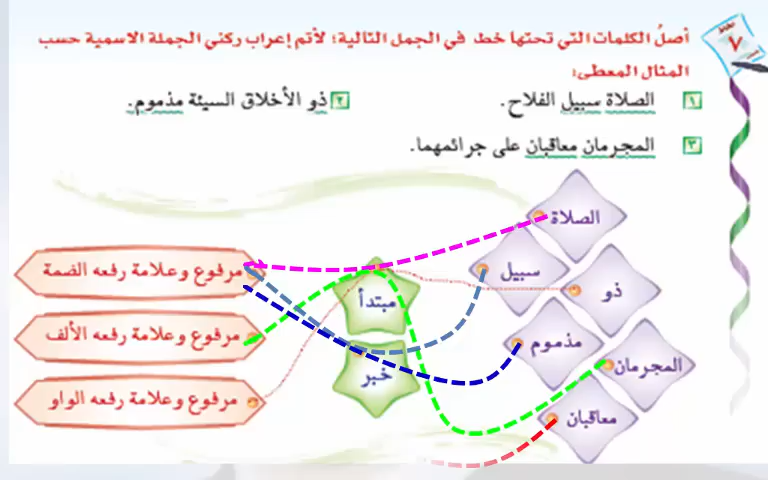 ٧
أصلُ الكلمات التي تحتها خط في الجمل التالية؛ لأتم إعراب ركني الجملة الاسمية حسب
المثال المعطى:
١ الصلاة سبيل الفلاح.
٢ ذو الأخلاق السيئة مذموم.
٣ المجرمان معاقبان على جرائمهما.
الصلاة
سبيل
ذو
مذموم
المجرمان
معاقبان
مبتدأ
خبر
مرفوع وعلامة رفعه الضمة
مرفوع وعلامة رفعه الألف
مرفوع وعلامة رفعه الواو